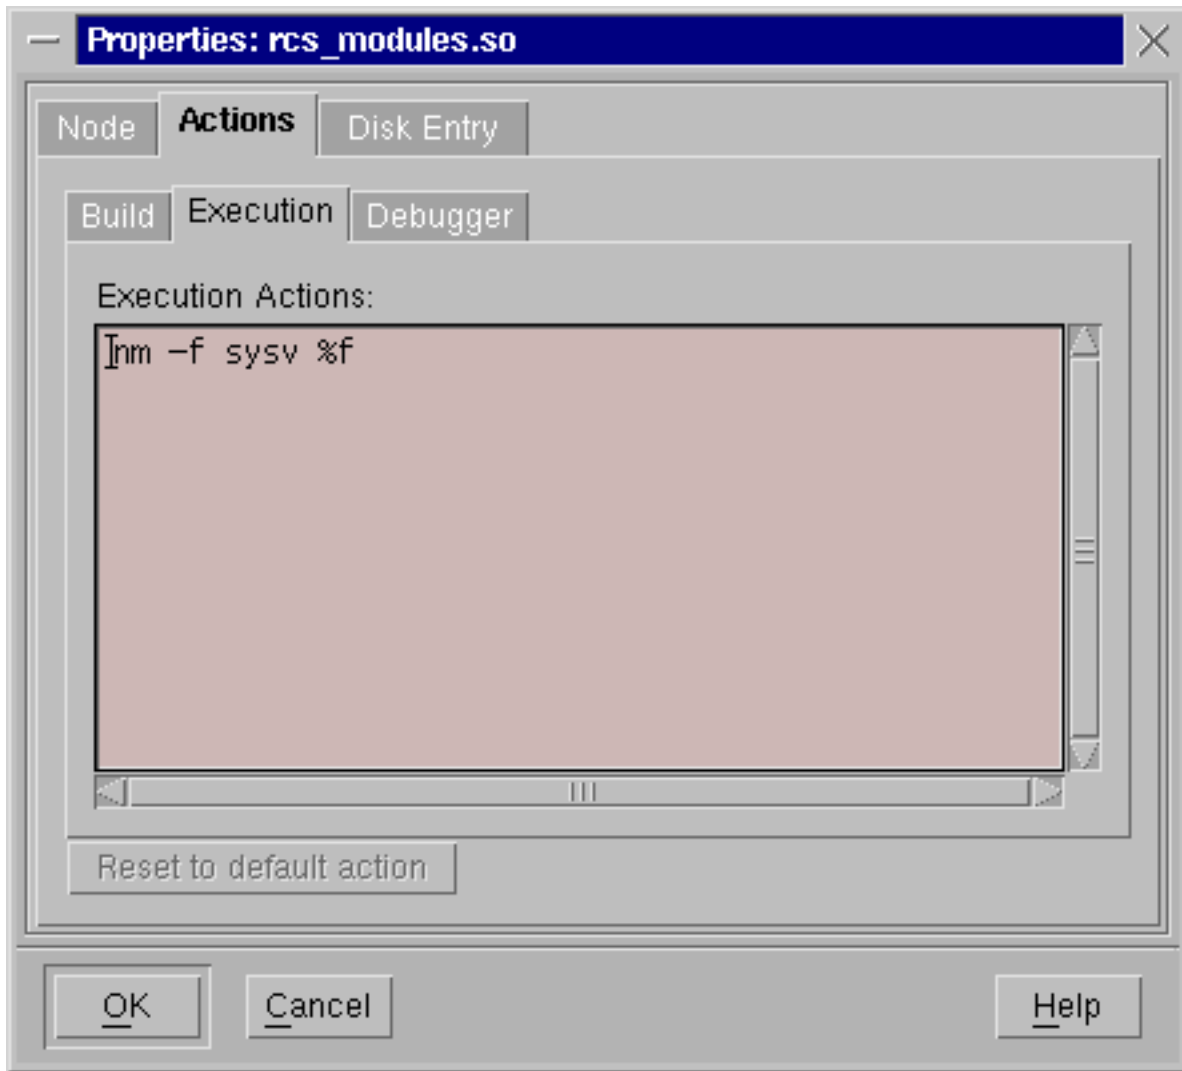 Properties: rcs_modules.so
Node Actions Disk Entry
Build Execution Debugger
Execution Actions:
nm -f sysv %f
Reset to default action
OK Cancel Help